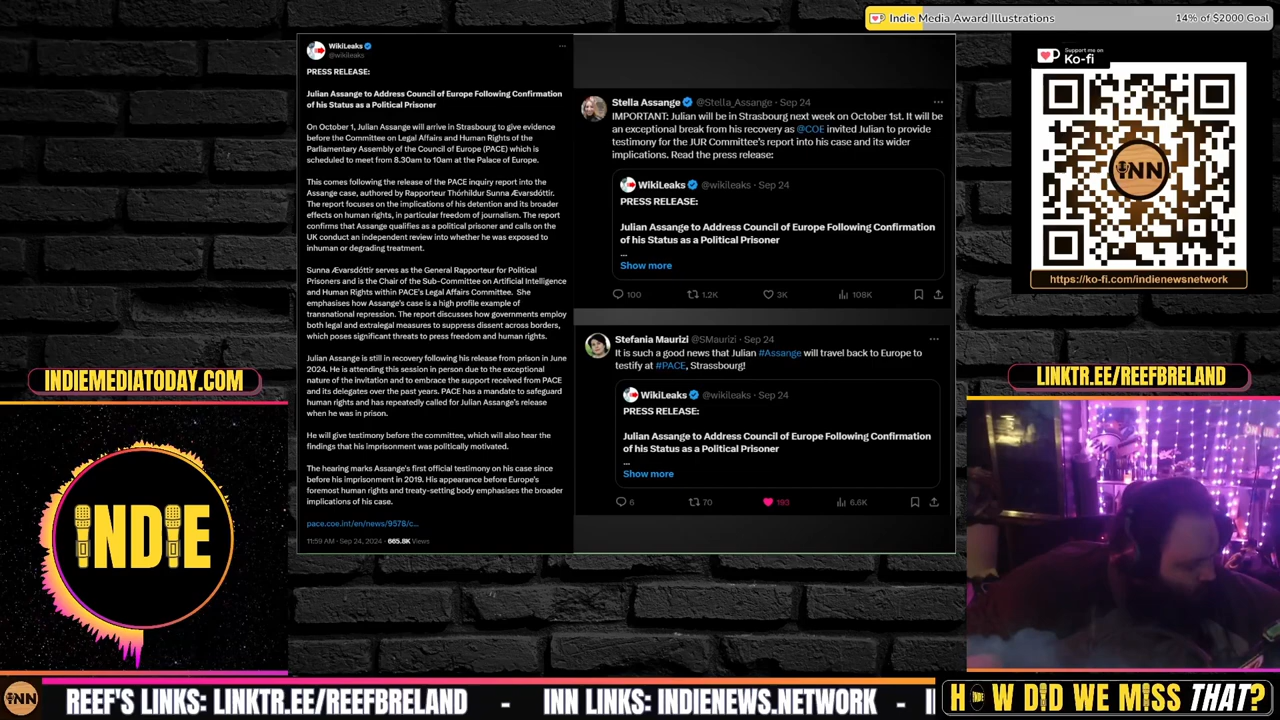 Indie Media Award Illustrations
14% of $2000 Goal
WikiLeaks
@wikileaks
PRESS RELEASE:
Julian Assange to Address Council of Europe Following Confirmation
of his Status as a Political Prisoner
On October 1, Julian Assange will arrive in Strasbourg to give evidence
before the Committee on Legal Affairs and Human Rights of the
Parliamentary Assembly of the Council of Europe (PACE) which is
scheduled to meet from 8.30am to 10am at the Palace of Europe.
This comes following the release of the PACE inquiry report into the
Assange case, authored by Rapporteur Thórhildur Sunna Ævarsdóttir.
The report focuses on the implications of his detention and its broader
effects on human rights, in particular freedom of journalism. The report
confirms that Assange qualifies as a political prisoner and calls on the
UK conduct an independent review into whether he was exposed to
inhuman or degrading treatment.
Sunna Ævarsdóttir serves as the General Rapporteur for Political
Prisoners and is the Chair of the Sub-Committee on Artificial Intelligence
and Human Rights within PACE's Legal Affairs Committee. She
emphasises how Assange's case is a high profile example of
transnational repression. The report discusses how governments employ
both legal and extralegal measures to suppress dissent across borders,
which poses significant threats to press freedom and human rights.
Julian Assange is still in recovery following his release from prison in June
2024. He is attending this session in person due to the exceptional
nature of the invitation and to embrace the support received from PACE
and its delegates over the past years. PACE has a mandate to safeguard
human rights and has repeatedly called for Julian Assange's release
when he was in prison.
He will give testimony before the committee, which will also hear the
findings that his imprisonment was politically motivated.
The hearing marks Assange's first official testimony on his case since
before his imprisonment in 2019. His appearance before Europe's
foremost human rights and treaty-setting body emphasises the broader
implications of his case.
pace.coe.int/en/news/9578/c...
11:59 AM · Sep 24, 2024 · 665.8K Views
Stella Assange @Stella_Assange · Sep 24
IMPORTANT: Julian will be in Strasbourg next week on October 1st. It will be
an exceptional break from his recovery as @COE invited Julian to provide
testimony for the JUR Committee's report into his case and its wider
implications. Read the press release:
WikiLeaks @wikileaks · Sep 24
PRESS RELEASE:
Julian Assange to Address Council of Europe Following Confirmation
of his Status as a Political Prisoner
...
Show more
100 1.2K 3K 108K
Stefania Maurizi @SMaurizi · Sep 24
It is such a good news that Julian #Assange will travel back to Europe to
testify at #PACE, Strassbourg!
WikiLeaks @wikileaks · Sep 24
PRESS RELEASE:
Julian Assange to Address Council of Europe Following Confirmation
of his Status as a Political Prisoner
...
Show more
6 70 193 6.6K
Support me on
Ko-fi
INN
https://ko-fi.com/indienewsnetwork
INDIEMEDIATODAY.COM
LINKTR.EE/REEFBRELAND
INDIE
INN
REEF'S LINKS: LINKTR.EE/REEFBRELAND - INN LINKS: INDIENEWS.NETWORK -
HOW DID WE MISS THAT?